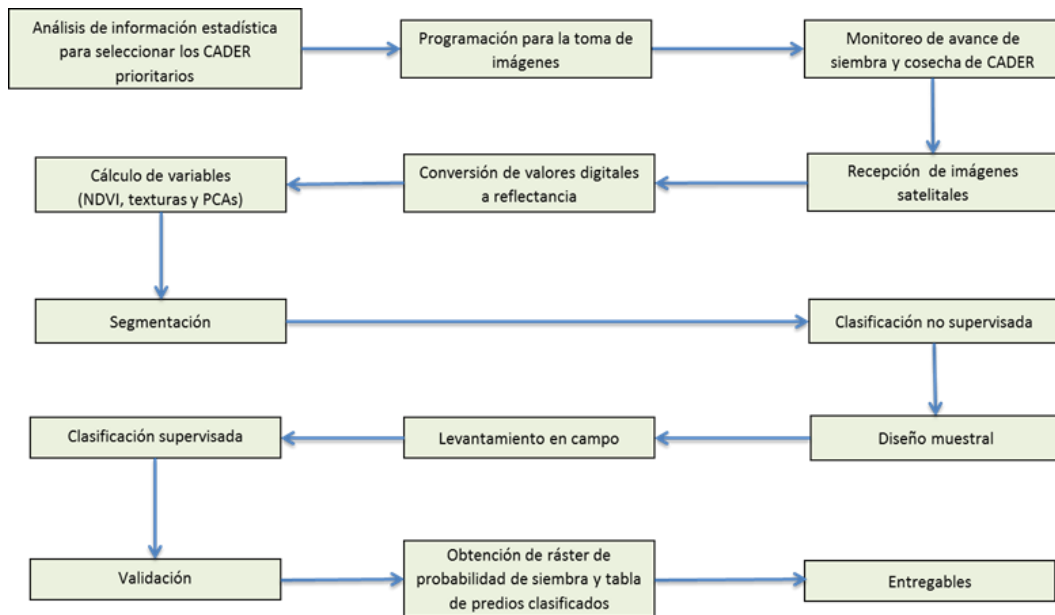 Análisis de información estadística
para seleccionar los CADER
prioritarios
Programación para la toma de
imágenes
Monitoreo de avance de
siembra y cosecha de CADER
Recepción de imágenes
satelitales
Conversión de valores digitales
a reflectancia
Cálculo de variables
(NDVI, texturas y PCAs)
Segmentación
Clasificación no supervisada
Diseño muestral
Levantamiento en campo
Clasificación supervisada
Validación
Obtención de ráster de
probabilidad de siembra y tabla
de predios clasificados
Entregables